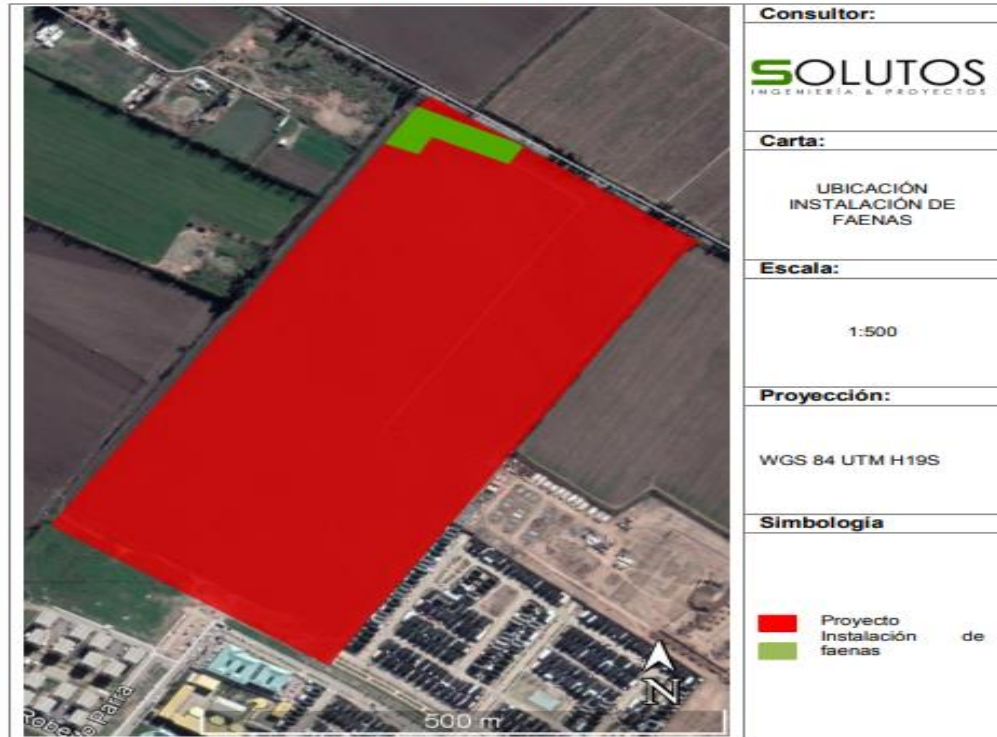 Consultor:
SOLUTOS
INGENIERÍA & PROYECTOS
Carta:
UBICACIÓN
INSTALACIÓN DE
FAENAS
Escala:
1:500
Proyección:
WGS 84 UTM H19S
Simbología
Proyecto
Instalación de
faenas
N
500 m
Parra